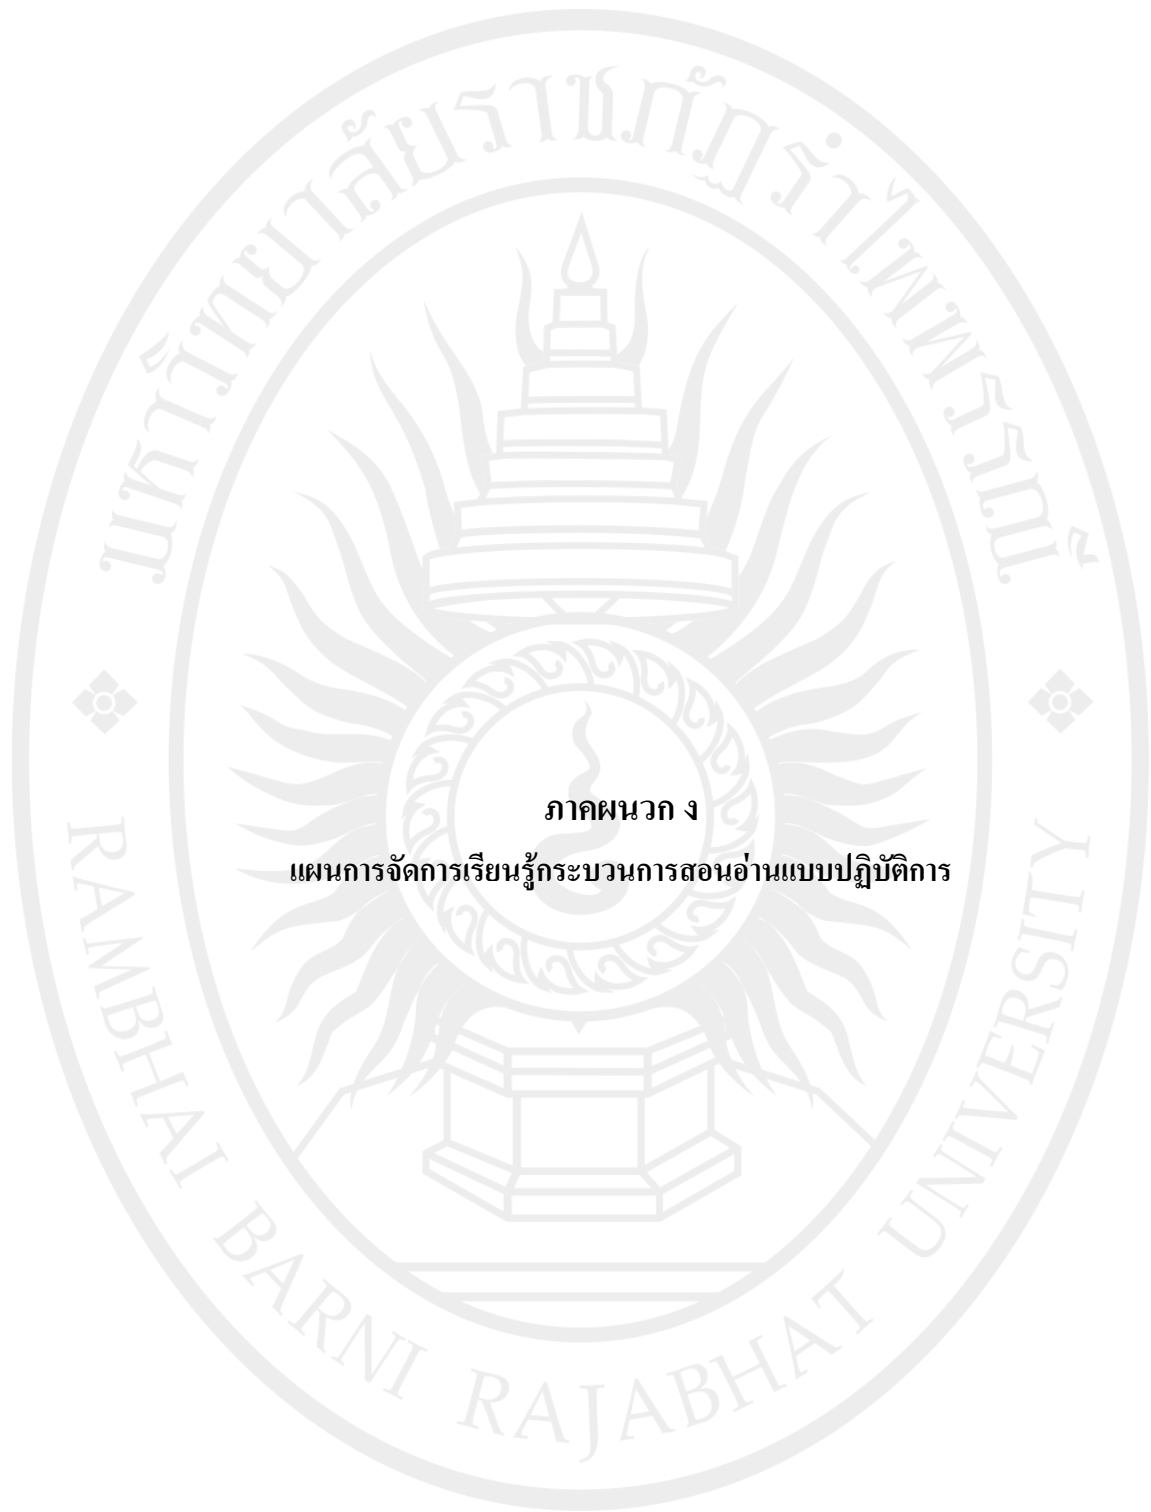 มหาวิทยาลัยราชภัฏรำไพพรรณี
ภาคผนวก ง
แผนการจัดการเรียนรู้กระบวนการสอนอ่านแบบปฏิบัติการ
RAMBHAI BARNI RAJABHAT UNIVERSITY